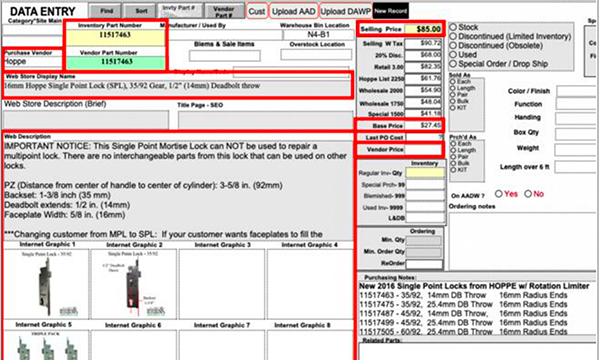 DATA ENTRY
Category*Site Main
Find
Sort
Invty Part #
Vendor Part #
Cust
Upload AAD
Upload DAWP
New Record
Inventory Part Number
11517463
Manufacturer / Used By
Warehouse Bin Location
N4-B1
Purchase Vendor
Hoppe
Vendor Part Number
11517463
Blems & Sale Items
Overstock Location
Web Store Display Name
16mm Hoppe Single Point Lock (SPL), 35/92 Gear, 1/2" (14mm) Deadbolt throw
Web Store Description (Brief)
Title Page - SEO
Web Description
IMPORTANT NOTICE: This Single Point Mortise Lock can NOT be used to repair a
multipoint lock. There are interchangeable parts from this lock that can be used on other
locks.
PZ (Distance from center of handle to center of cylinder): 3-5/8 in. (92mm)
Backset: 1-3/8 inch (35 mm)
Deadbolt extends: 1/2 in. (14mm)
Faceplate Width: 5/8 in. (16mm)
***Changing customer from MPL to SPL: If your customer wants faceplates to fill the
Internet Graphic 1
Internet Graphic 2
Internet Graphic 3
Internet Graphic 4
Single Point Lock - 35/92
Single Point Lock - 35/92
1/2" Deadbolt Throw
Internet Graphic 5
Internet Graphic 6
Internet Graphic 7
Internet Graphic 8
TRIPLE PACK
Selling Price $85.00
Selling W Tax $90.72
20% Disc. $68.00
Retail 3.00 $82.35
Hoppe List 2250 $61.76
Wholesale 2000 $54.90
Wholesale 1750 $48.04
Special 1500 $41.18
Base Price $27.45
Last PO Cost ?
Vendor Price
Inventory
Regular Inv- Qty
Special Prch- 99
Blemished- 999
Used Inv- 9999
L&DB
Ordering
Min. Qty
Min. Order Qty
ReOrder
Stock
Discontinued (Limited Inventory)
Discontinued (Obsolete)
Used
Special Order / Drop Ship
Sold As
Each
Length
Pair
Bulk
KIT
Prch'd As
Each
Length
Pair
Bulk
KIT
Color / Finish
Function
Handing
Box Qty
Weight
Length over 6 ft
On AADW ?
Yes
No
Ordering notes
Purchasing Notes:
New 2016 Single Point Locks from HOPPE w/ Rotation Limiter
11517463 - 35/92, 14mm DB Throw 16mm Radius Ends
11517475 - 35/92, 25.4mm DB Throw 16mm Radius Ends
11517487 - 45/92, 14mm DB Throw, 16mm Radius Ends
11517499 - 45/92, 25.4mm DB Throw 16mm Radius Ends
11517505 - 60/92, 25.4mm DB Throw 16mm Radius Ends
Related Parts: